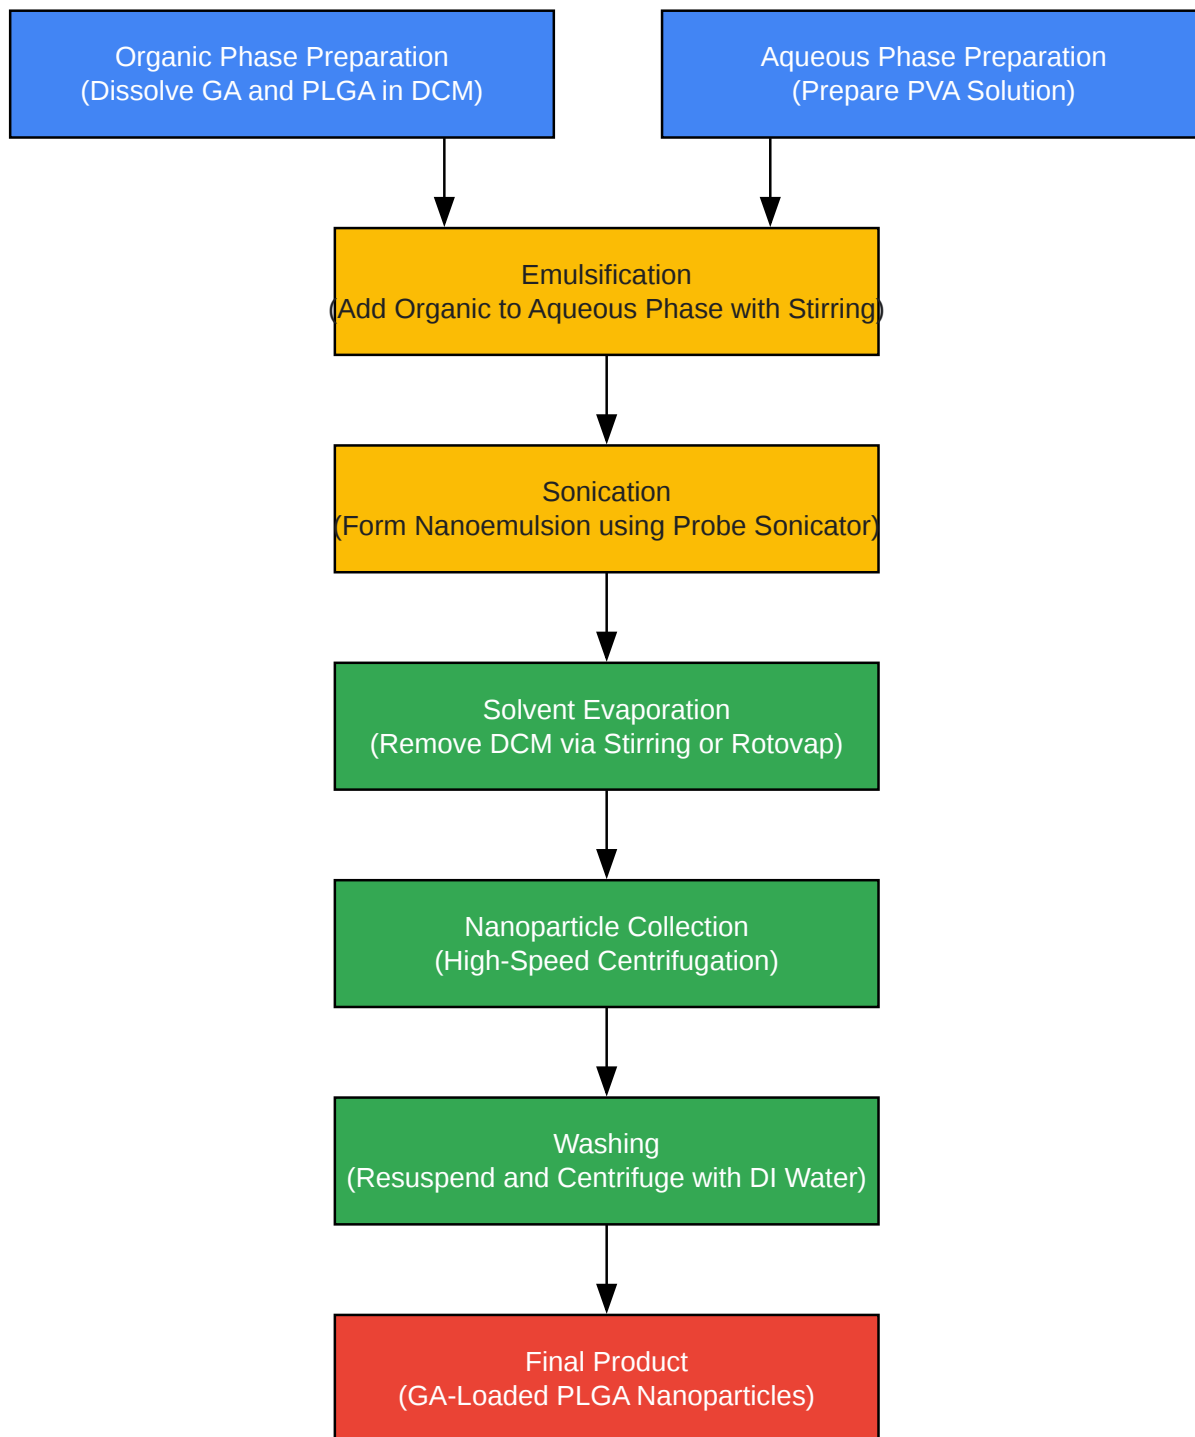 Organic Phase Preparation
(Dissolve GA and PLGA in DCM)
Aqueous Phase Preparation
(Prepare PVA Solution)
Emulsification
(Add Organic to Aqueous Phase with Stirring)
Sonication
(Form Nanoemulsion using Probe Sonicator)
Solvent Evaporation
(Remove DCM via Stirring or Rotovap)
Nanoparticle Collection
(High-Speed Centrifugation)
Washing
(Resuspend and Centrifuge with DI Water)
Final Product
(GA-Loaded PLGA Nanoparticles)